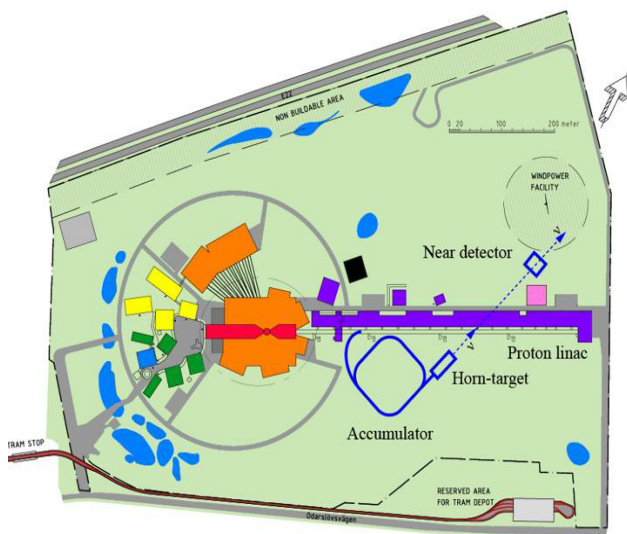 E22
NON BUILDABLE AREA
0 20 100 200 meter
WINDPOWER
FACILITY
ν
Near detector
Proton linac
ν
Horn-target
Accumulator
TRAM STOP
RESERVED AREA
FOR TRAM DEPOT
Odarslövsvägen